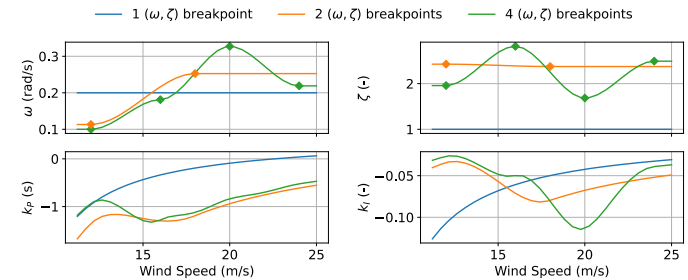 1 (ω, ζ) breakpoint 2 (ω, ζ) breakpoints 4 (ω, ζ) breakpoints
ω (rad/s)
0.3
0.2
0.1
ζ (-)
2
1
k_P (s)
0
−1
15 20 25
Wind Speed (m/s)
k_I (-)
−0.05
−0.10
15 20 25
Wind Speed (m/s)